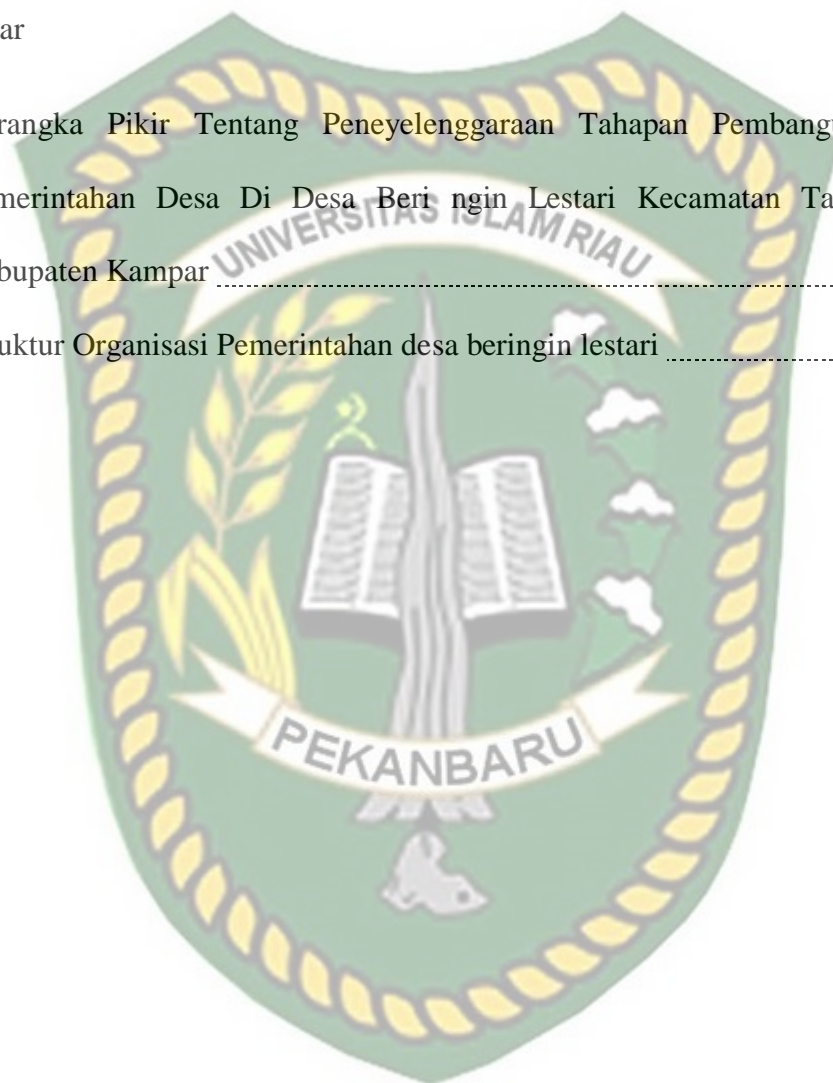 ar
rangka Pikir Tentang Peneyelenggaraan Tahapan Pembang
merintahan Desa Di Desa Beri ngin Lestari Kecamatan Ta
bupaten Kampar
uktur Organisasi Pemerintahan desa beringin lestari
UNIVERSITAS ISLAM RIAU
PEKANBARU